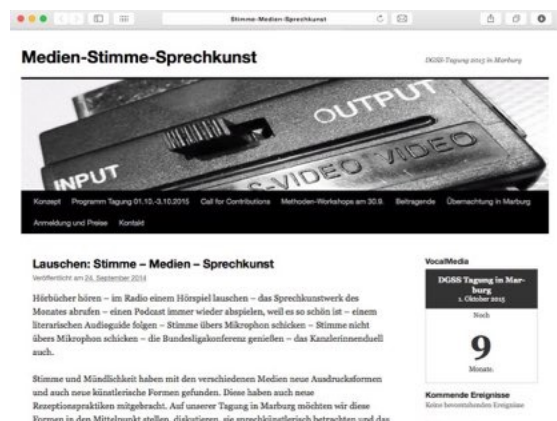 Stimme-Medien-Sprechkunst
Medien-Stimme-Sprechkunst
DGSS-Tagung 2015 in Marburg
INPUT
OUTPUT
S-VIDEO VIDEO
Konzept Programm Tagung 01.10.-3.10.2015 Call for Contributions Methoden-Workshops am 30.9. Beitragende Übernachtung in Marburg
Anmeldung und Preise Kontakt
Lauschen: Stimme – Medien – Sprechkunst
Veröffentlicht am 24. September 2014
Hörbücher hören – im Radio einem Hörspiel lauschen – das Sprechkunstwerk des
Monates abrufen – einen Podcast immer wieder abspielen, weil es so schön ist – einem
literarischen Audioguide folgen – Stimme übers Mikrophon schicken – Stimme nicht
übers Mikrophon schicken – die Bundesligakonferenz genießen – das Kanzlerinnenduell
auch.
Stimme und Mündlichkeit haben mit den verschiedenen Medien neue Ausdrucksformen
und auch neue künstlerische Formen gefunden. Diese haben auch neue
Rezeptionspraktiken mitgebracht. Auf unserer Tagung in Marburg möchten wir diese
Formen in den Mittelpunkt stellen, diskutieren, sie sprechkünstlerisch betrachten und das
VocalMedia
DGSS Tagung in Mar-
burg
1. Oktober 2015
Noch
9
Monate.
Kommende Ereignisse
Keine bevorstehenden Ereignisse